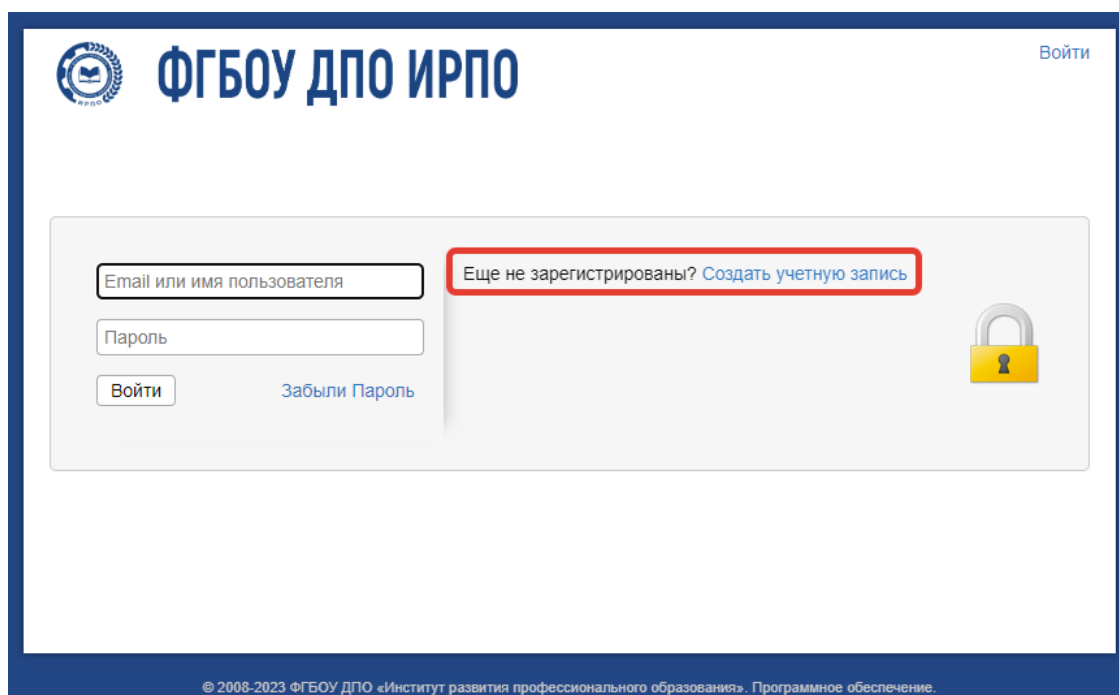 ИРПО
ФГБОУ ДПО ИРПО
Войти
Email или имя пользователя
Еще не зарегистрированы? Создать учетную запись
Пароль
Войти
Забыли Пароль
© 2008-2023 ФГБОУ ДПО «Институт развития профессионального образования». Программное обеспечение.